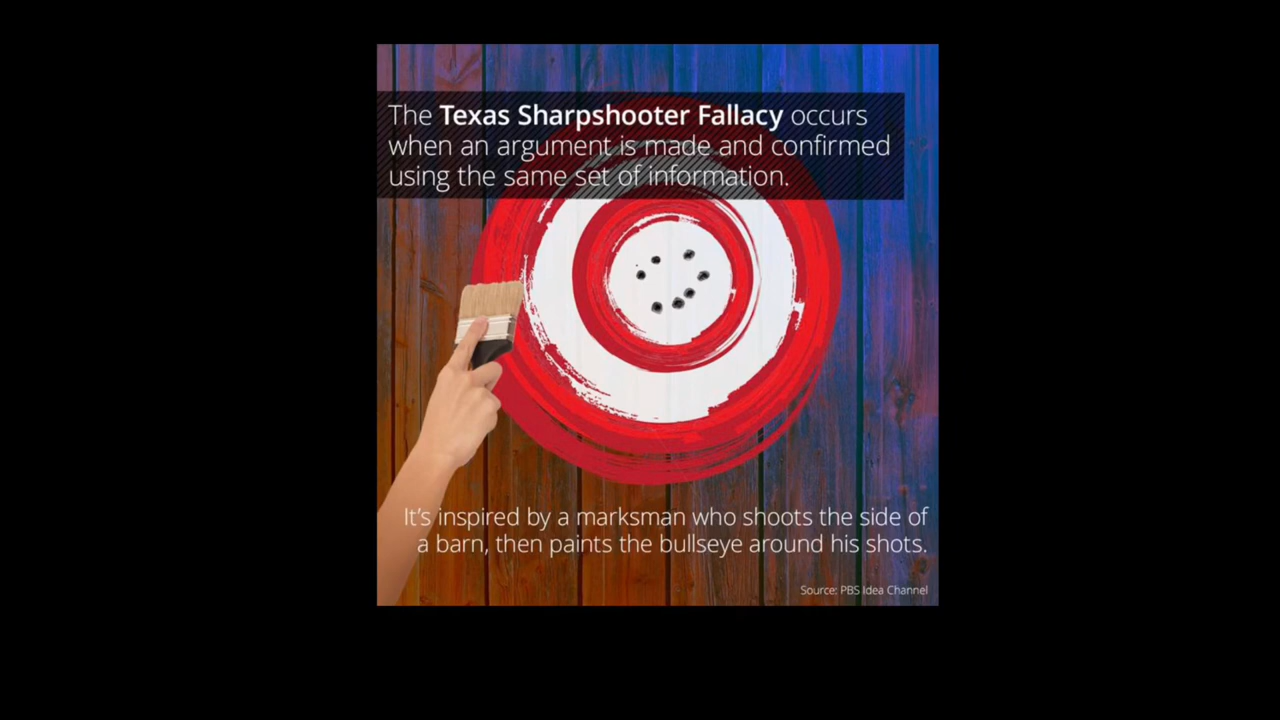 The Texas Sharpshooter Fallacy occurs
when an argument is made and confirmed
using the same set of information.
It's inspired by a marksman who shoots the side of
a barn, then paints the bullseye around his shots.
Source: PBS Idea Channel